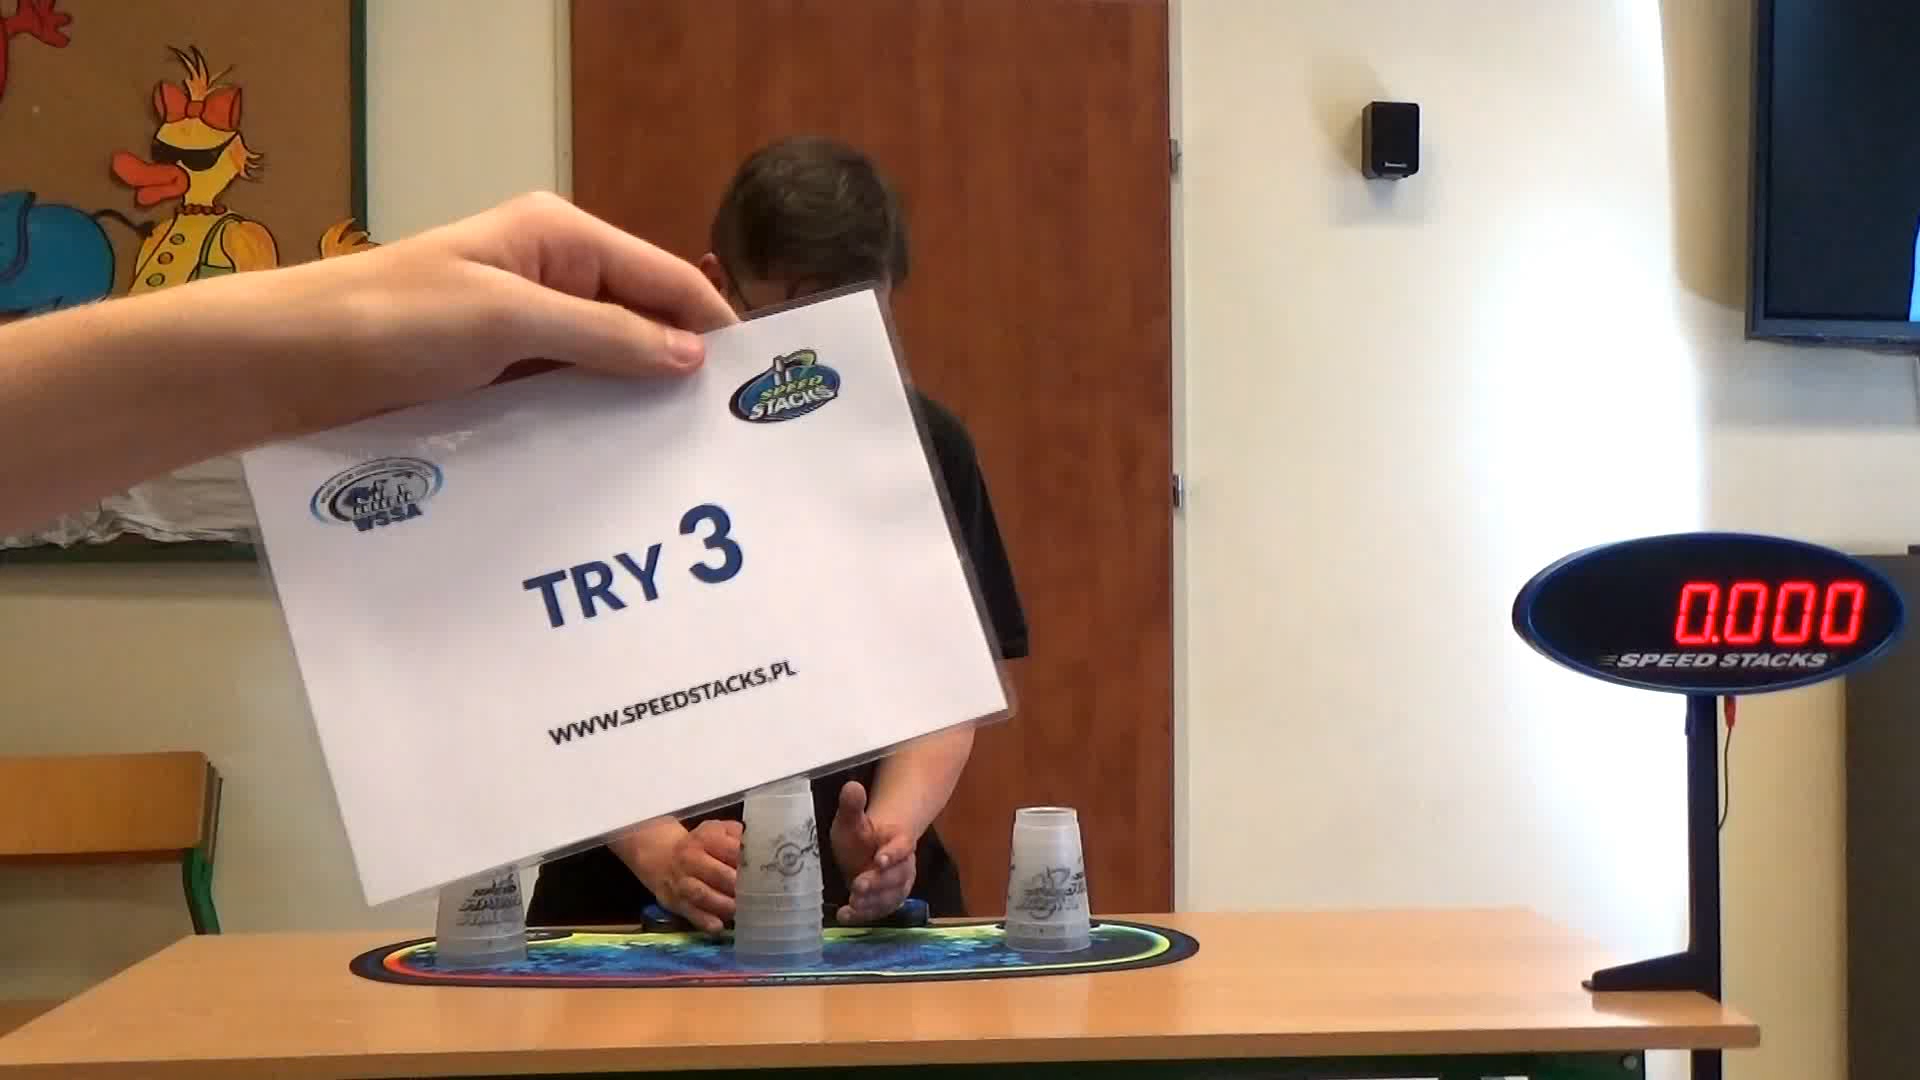 SPEED
STACKS
WSSA
TRY 3
WWW.SPEEDSTACKS.PL
0.000
SPEED STACKS